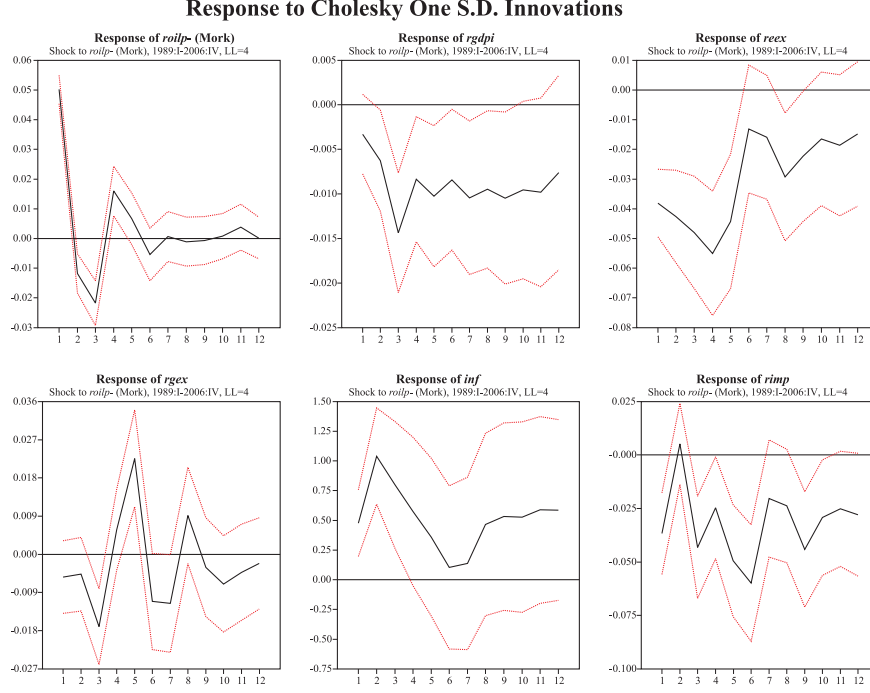 Response to Cholesky One S.D. Innovations
Response of roilp- (Mork)
Shock to roilp- (Mork), 1989:I-2006:IV, LL=4
0.06
0.05
0.04
0.03
0.02
0.01
0.00
-0.01
-0.02
-0.03
1 2 3 4 5 6 7 8 9 10 11 12
Response of rgdpi
Shock to roilp- (Mork), 1989:I-2006:IV, LL=4
0.005
0.000
-0.005
-0.010
-0.015
-0.020
-0.025
1 2 3 4 5 6 7 8 9 10 11 12
Response of reex
Shock to roilp- (Mork), 1989:I-2006:IV, LL=4
0.01
0.00
-0.01
-0.02
-0.03
-0.04
-0.05
-0.06
-0.07
-0.08
1 2 3 4 5 6 7 8 9 10 11 12
Response of rgex
Shock to roilp- (Mork), 1989:I-2006:IV, LL=4
0.036
0.027
0.018
0.009
0.000
-0.009
-0.018
-0.027
1 2 3 4 5 6 7 8 9 10 11 12
Response of inf
Shock to roilp- (Mork), 1989:I-2006:IV, LL=4
1.50
1.25
1.00
0.75
0.50
0.25
0.00
-0.25
-0.50
-0.75
1 2 3 4 5 6 7 8 9 10 11 12
Response of rimp
Shock to roilp- (Mork), 1989:I-2006:IV, LL=4
0.025
-0.000
-0.025
-0.050
-0.075
-0.100
1 2 3 4 5 6 7 8 9 10 11 12